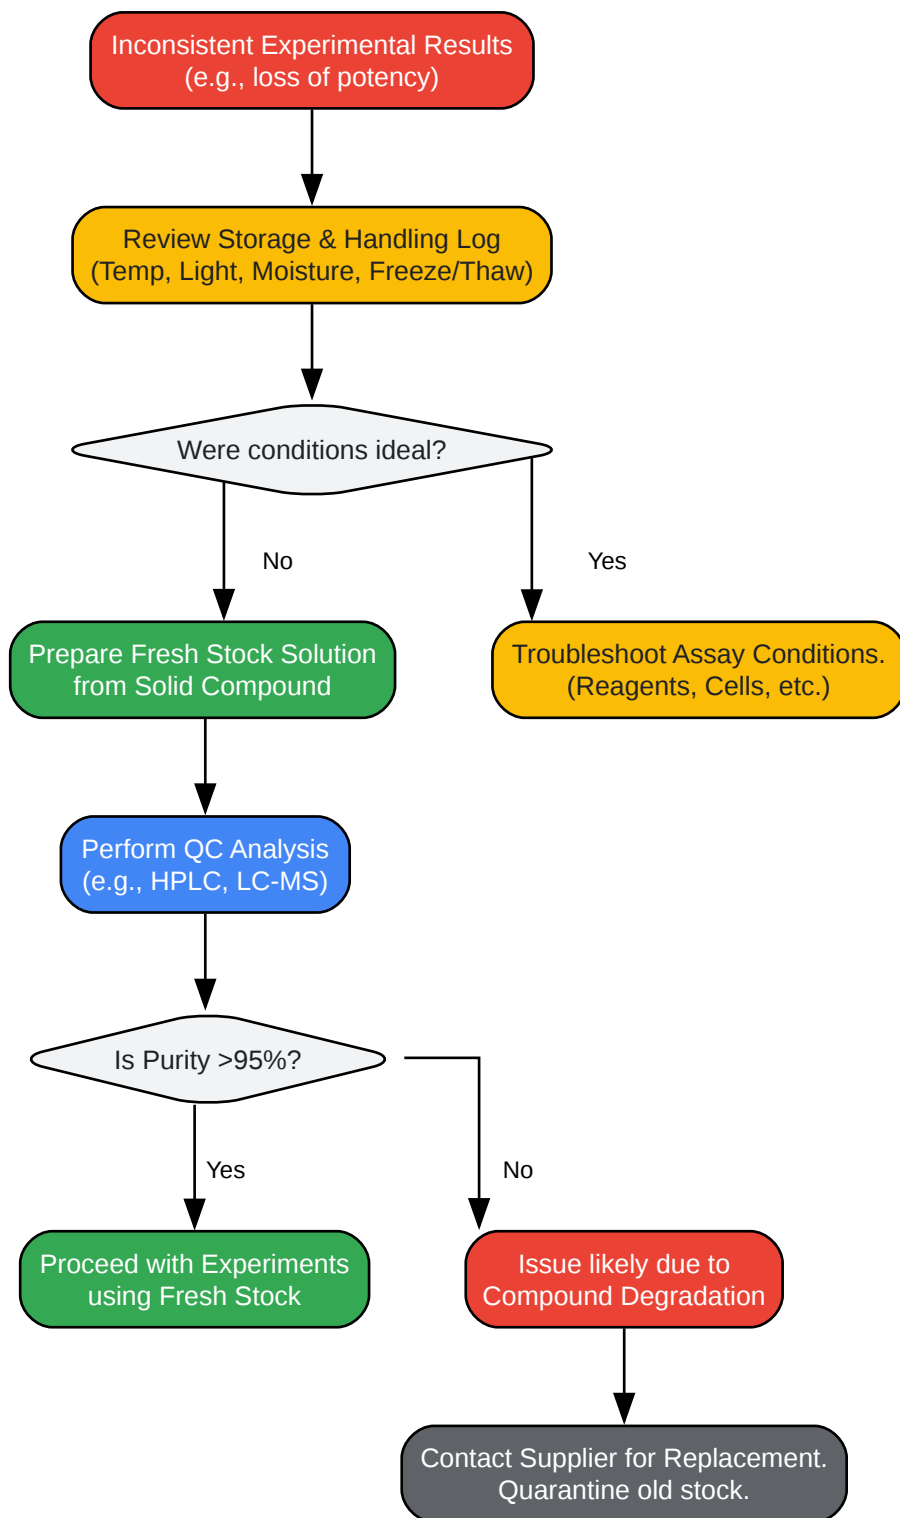 Inconsistent Experimental Results
(e.g., loss of potency)
Review Storage & Handling Log
(Temp, Light, Moisture, Freeze/Thaw)
Were conditions ideal?
No
Yes
Prepare Fresh Stock Solution
from Solid Compound
Troubleshoot Assay Conditions.
(Reagents, Cells, etc.)
Perform QC Analysis
(e.g., HPLC, LC-MS)
Is Purity >95%?
Yes
No
Proceed with Experiments
using Fresh Stock
Issue likely due to
Compound Degradation
Contact Supplier for Replacement.
Quarantine old stock.